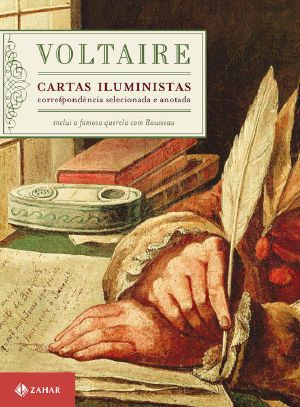 VOLTAIRE
CARTAS ILUMINISTAS
correspondência selecionada e anotada
inclui a famosa querela com Rousseau
ZAHAR